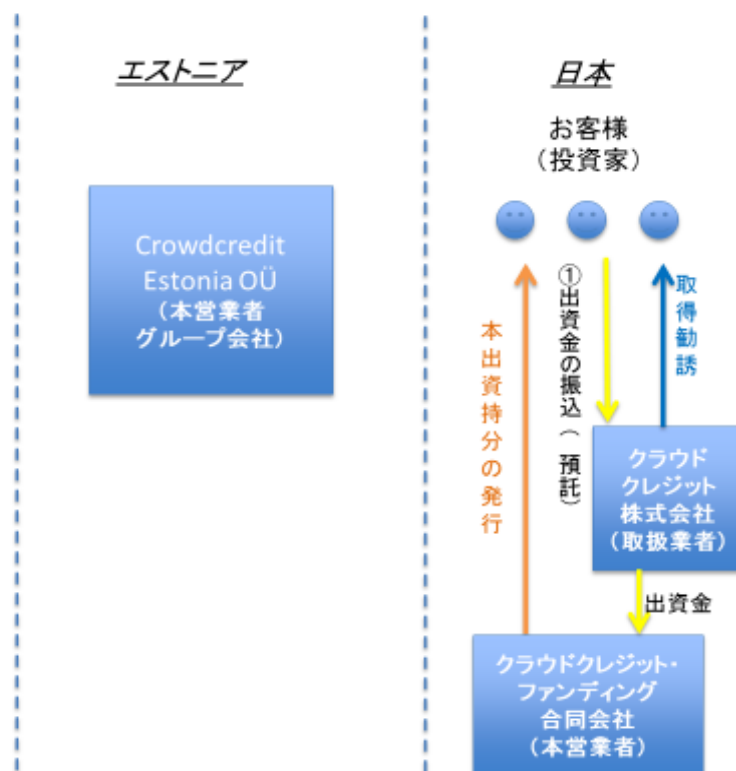 エストニア
Crowdcredit
Estonia OÜ
（本営業者
グループ会社）
日本
お客様
（投資家）
本出資持分の発行
①出資金の振込（預託）
取得勧誘
クラウド
クレジット
株式会社
（取扱業者）
出資金
クラウドクレジット・
ファンディング
合同会社
（本営業者）